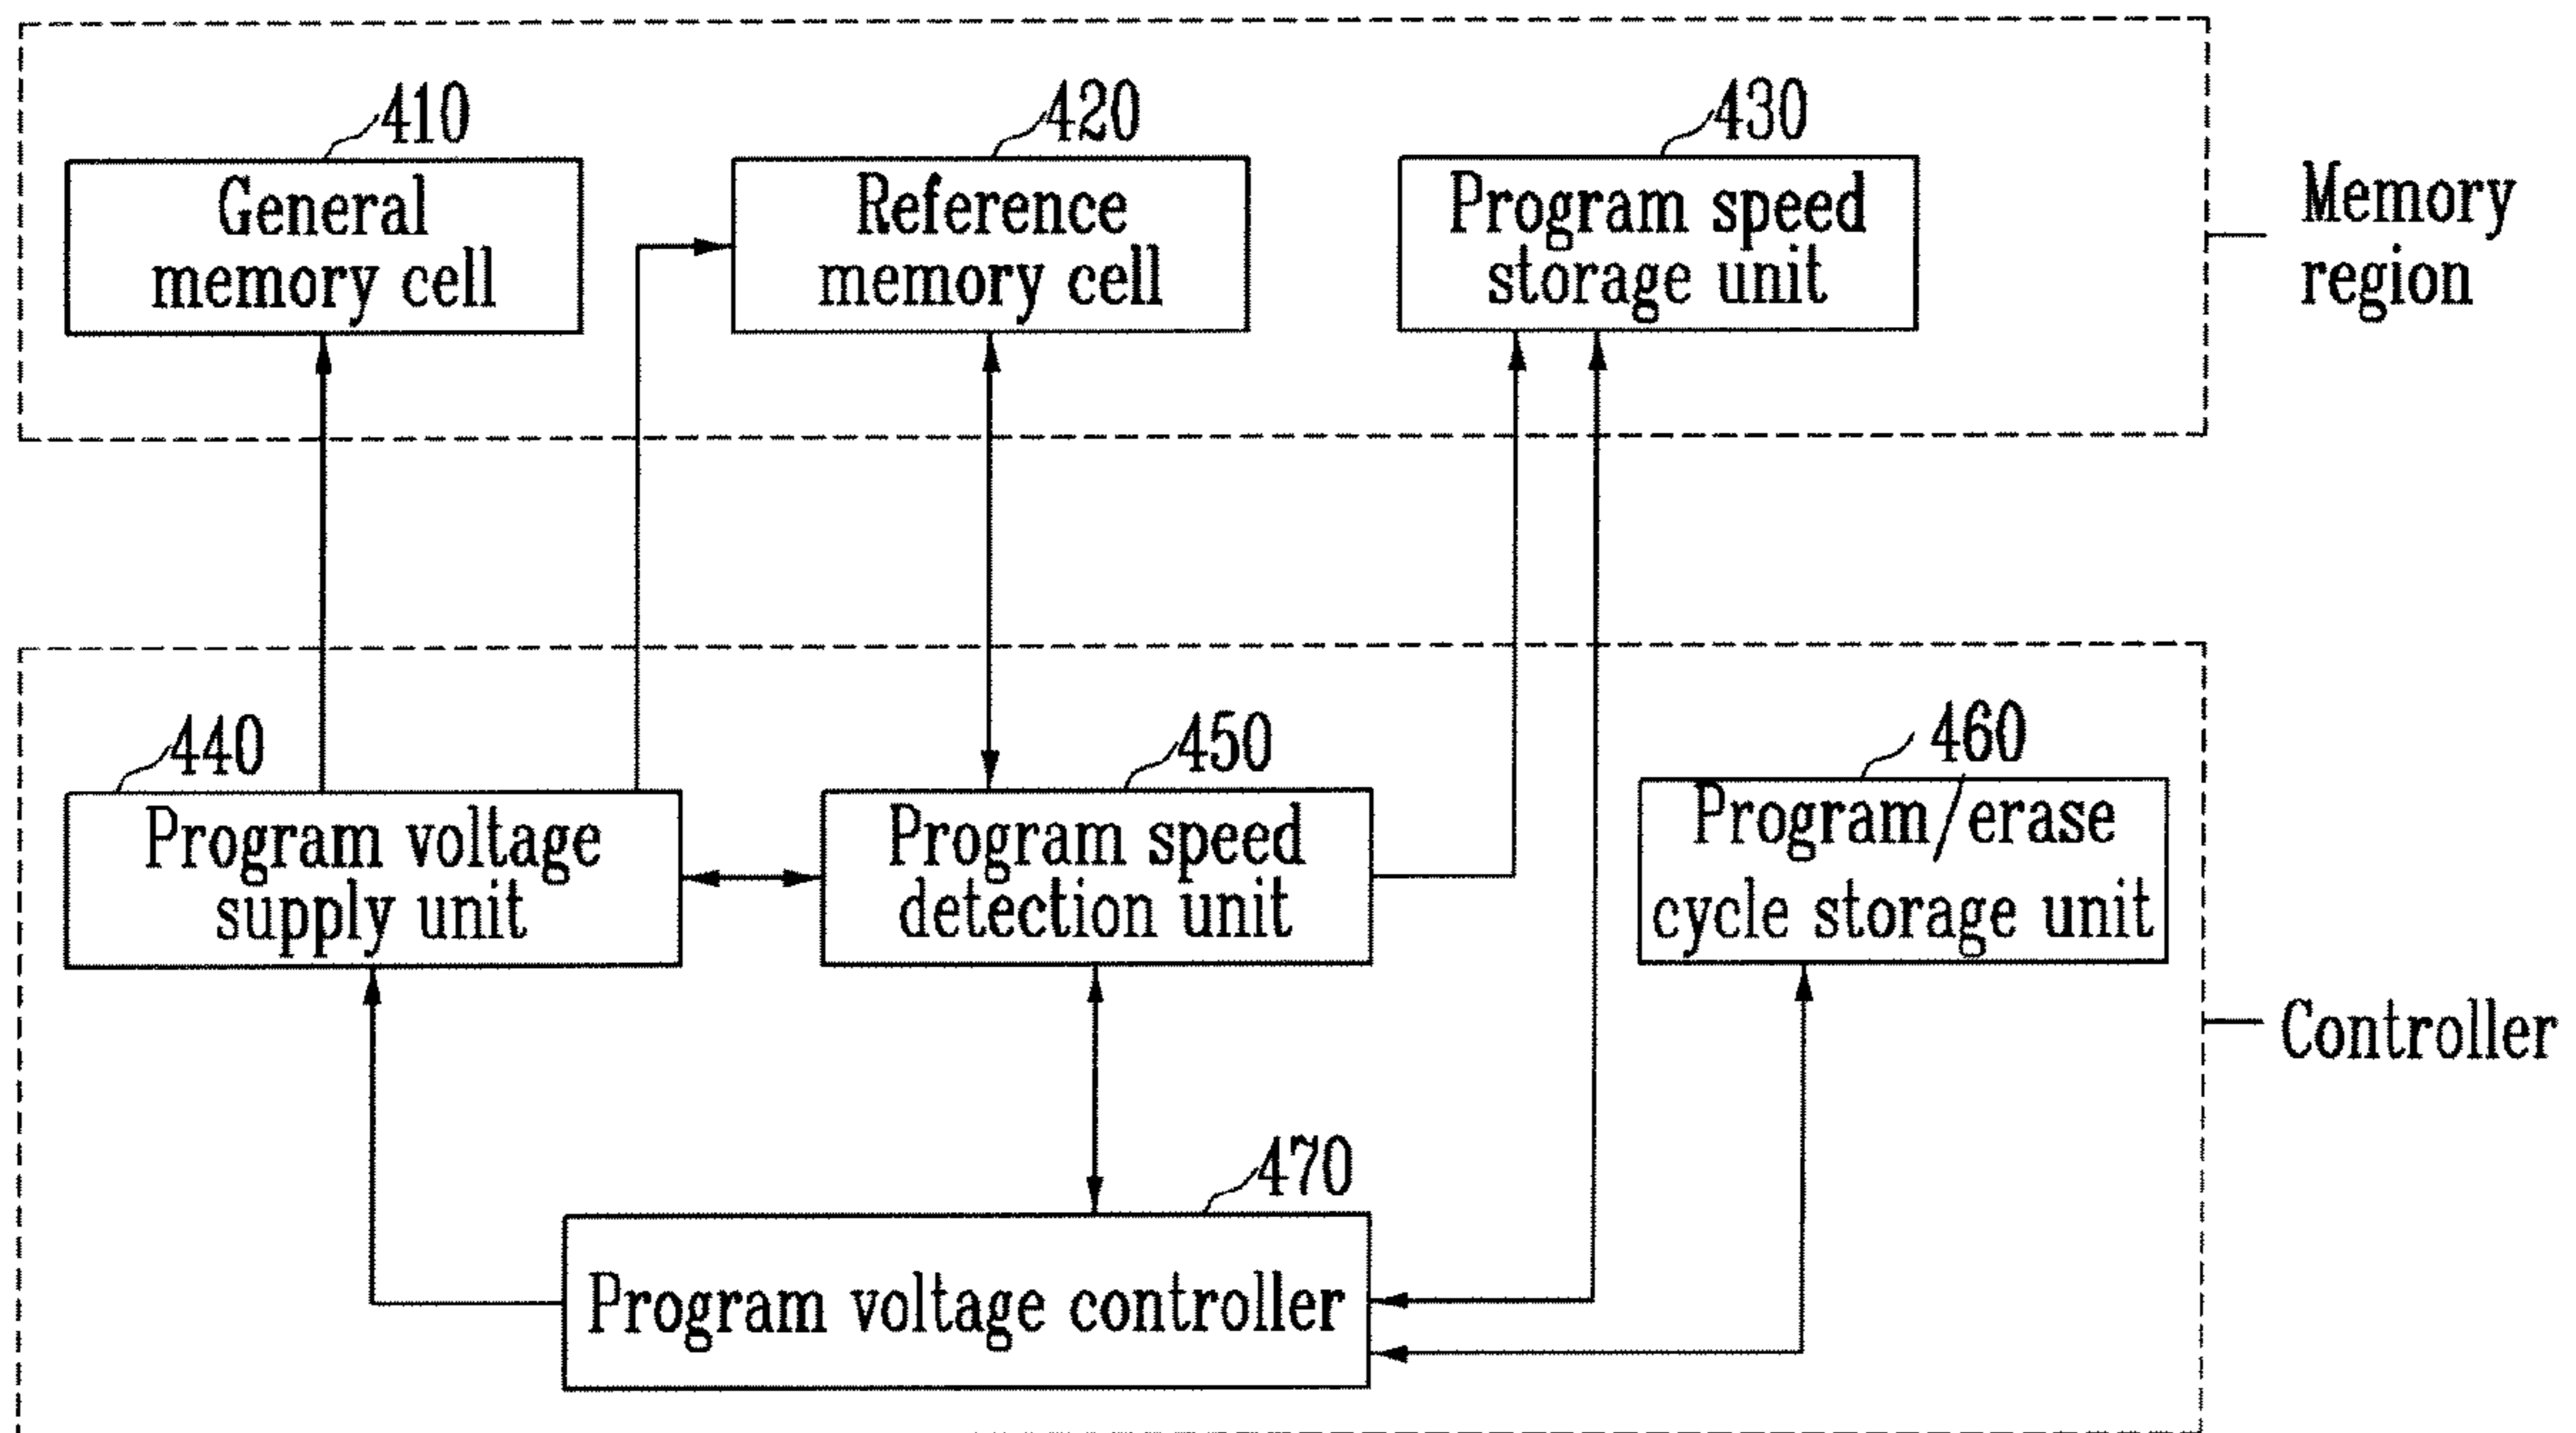 410
General
memory cell
420
Reference
memory cell
430
Program speed
storage unit
Memory
region
440
Program voltage
supply unit
450
Program speed
detection unit
460
Program/erase
cycle storage unit
Controller
470
Program voltage controller